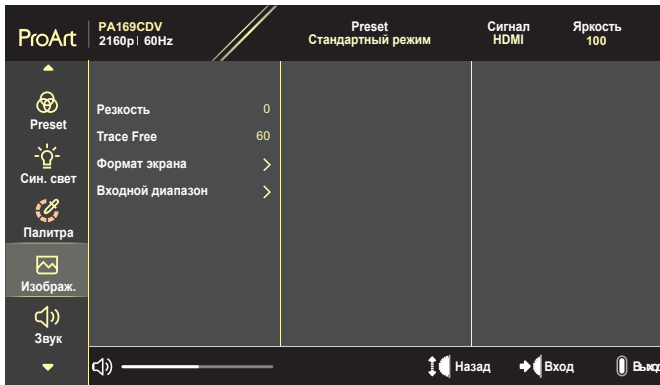 ProArt
PA169CDV
2160p | 60Hz
Preset
Стандартный режим
Сигнал
HDMI
Яркость
100
Preset
Син. свет
Палитра
Изображ.
Звук
Резкость 0
Trace Free 60
Формат экрана
Входной диапазон
Назад
Вход
Выход